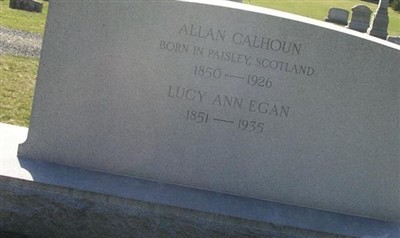 ALLAN CALHOUN
BORN IN PAISLEY, SCOTLAND
1850—1926
LUCY ANN EGAN
1851—1935